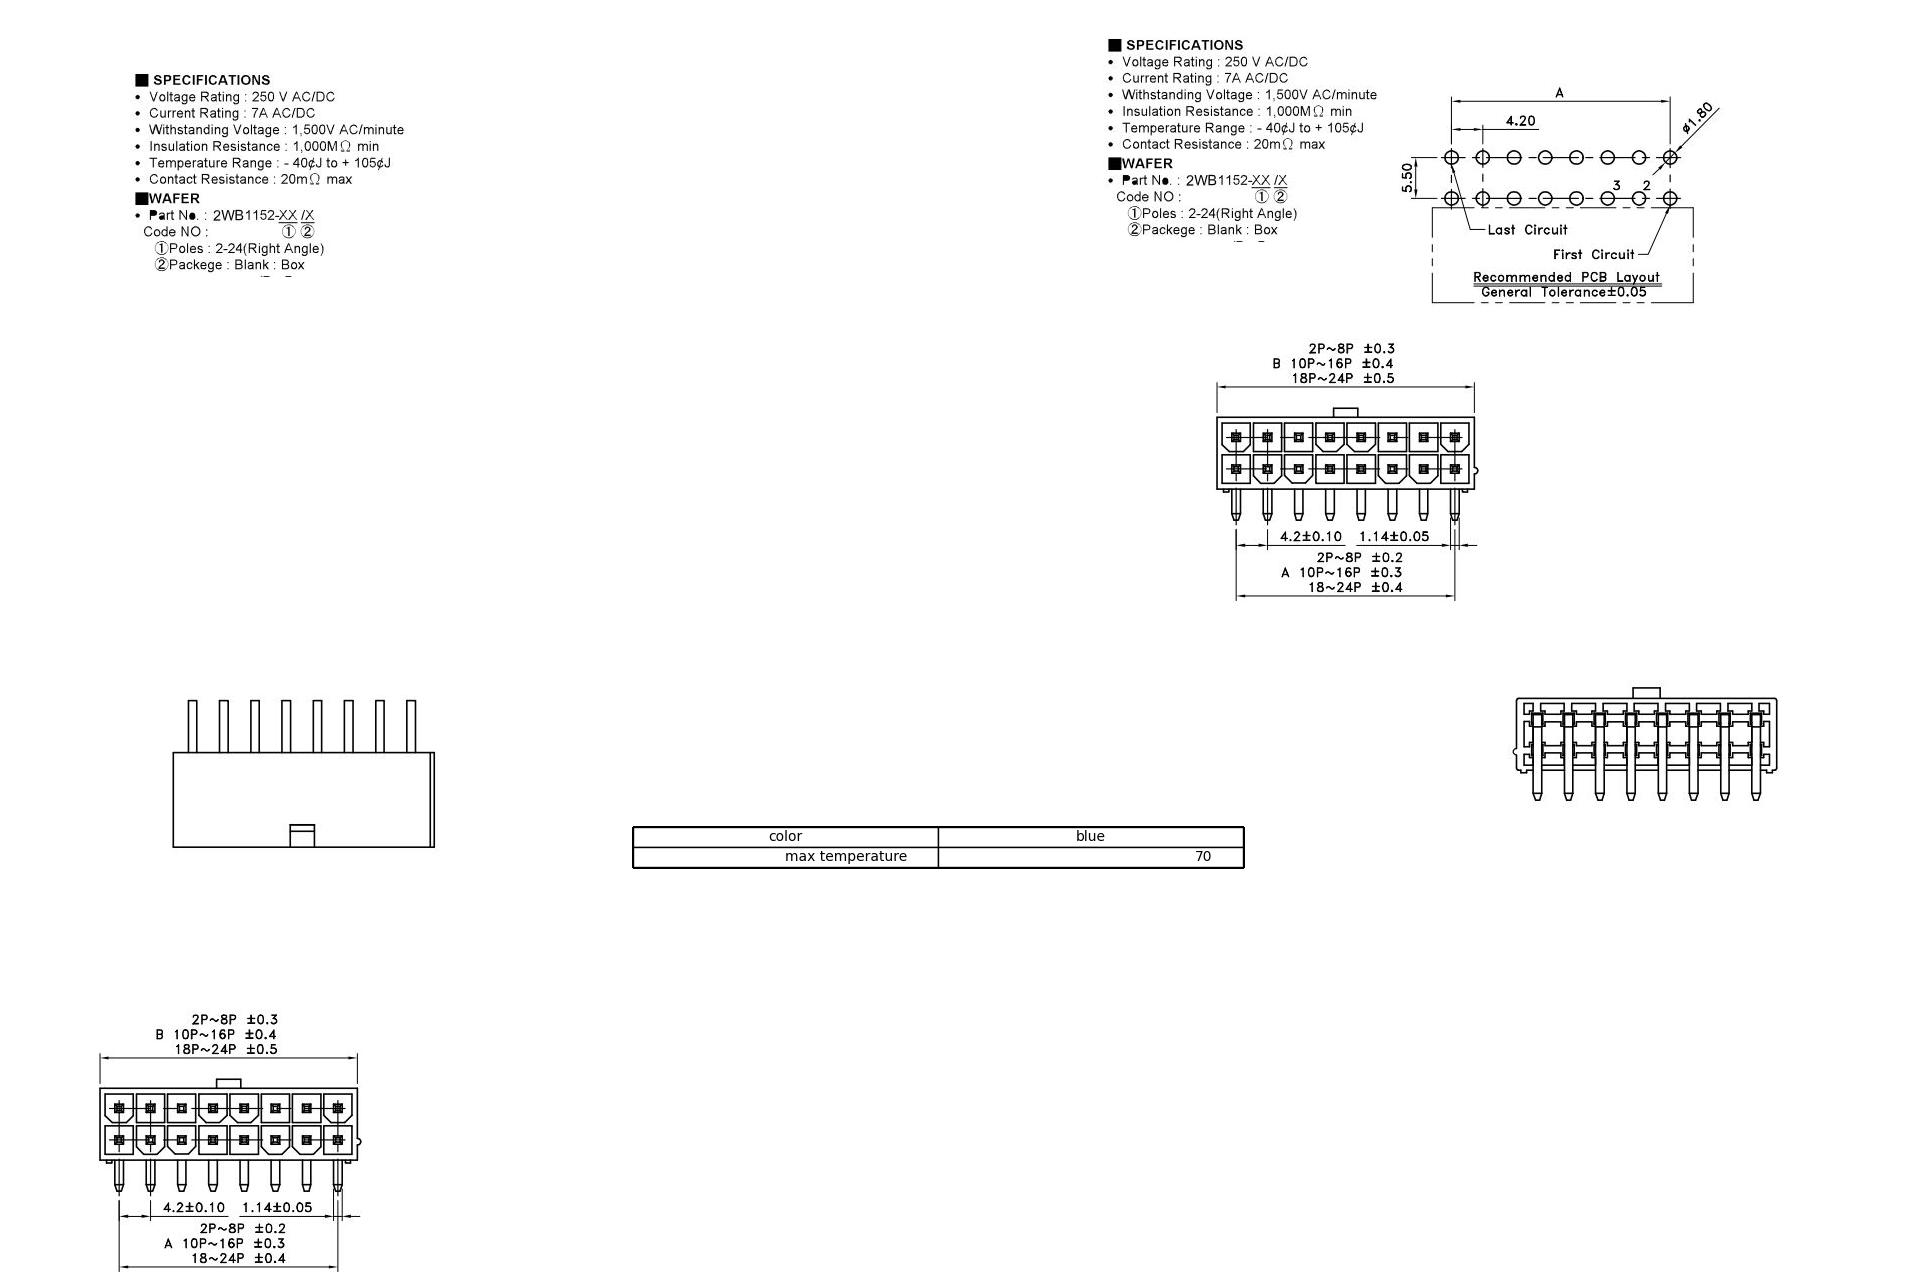 ■ SPECIFICATIONS
• Voltage Rating : 250 V AC/DC
• Current Rating : 7A AC/DC
• Withstanding Voltage : 1,500V AC/minute
• Insulation Resistance : 1,000MΩ min
• Temperature Range : - 40¢J to + 105¢J
• Contact Resistance : 20mΩ max
■WAFER
• Part No. : 2WB1152-XX /X
Code NO : ① ②
①Poles : 2-24(Right Angle)
②Packege : Blank : Box
■ SPECIFICATIONS
• Voltage Rating : 250 V AC/DC
• Current Rating : 7A AC/DC
• Withstanding Voltage : 1,500V AC/minute
• Insulation Resistance : 1,000MΩ min
• Temperature Range : - 40¢J to + 105¢J
• Contact Resistance : 20mΩ max
■WAFER
• Part No. : 2WB1152-XX /X
Code NO : ① ②
①Poles : 2-24(Right Angle)
②Packege : Blank : Box
A
4.20
ø1.80
5.50
3 2
Last Circuit
First Circuit
Recommended PCB Layout
General Tolerance±0.05
2P~8P ±0.3
B 10P~16P ±0.4
18P~24P ±0.5
4.2±0.10 1.14±0.05
2P~8P ±0.2
A 10P~16P ±0.3
18~24P ±0.4
color blue
max temperature 70
2P~8P ±0.3
B 10P~16P ±0.4
18P~24P ±0.5
4.2±0.10 1.14±0.05
2P~8P ±0.2
A 10P~16P ±0.3
18~24P ±0.4